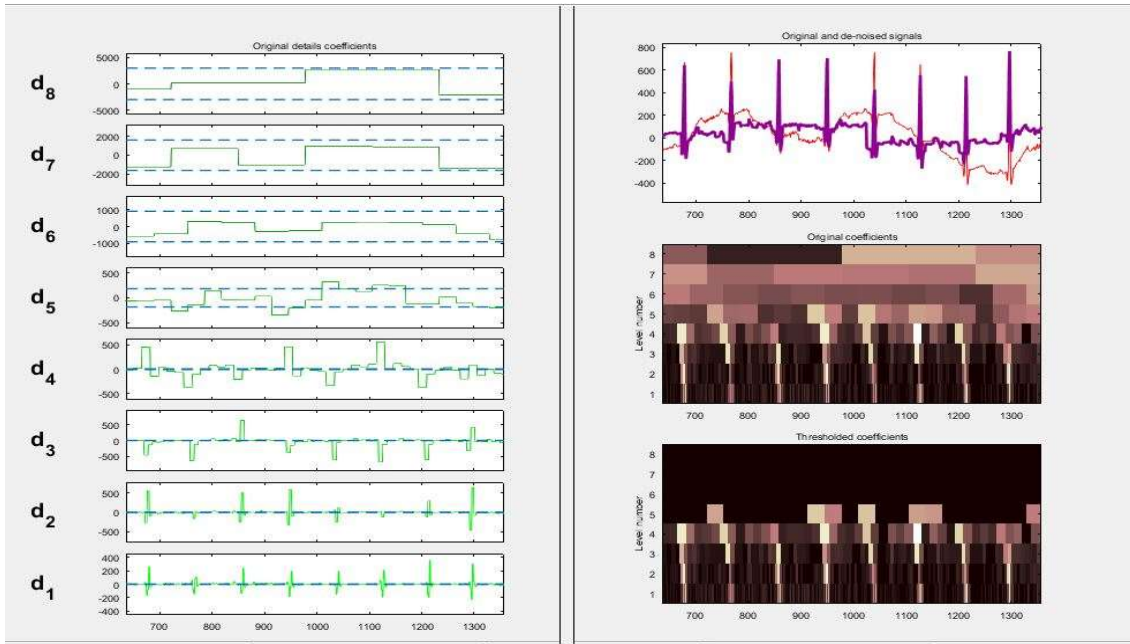 Original details coefficients
d8
5000
0
-5000
d7
2000
0
-2000
d6
1000
0
-1000
d5
500
0
-500
d4
500
0
-500
d3
500
0
-500
d2
500
0
-500
d1
400
200
0
-200
-400
700 800 900 1000 1100 1200 1300
Original and de-noised signals
800
600
400
200
0
-200
-400
700 800 900 1000 1100 1200 1300
Original coefficients
Level number
8
7
6
5
4
3
2
1
700 800 900 1000 1100 1200 1300
Thresholded coefficients
Level number
8
7
6
5
4
3
2
1
700 800 900 1000 1100 1200 1300